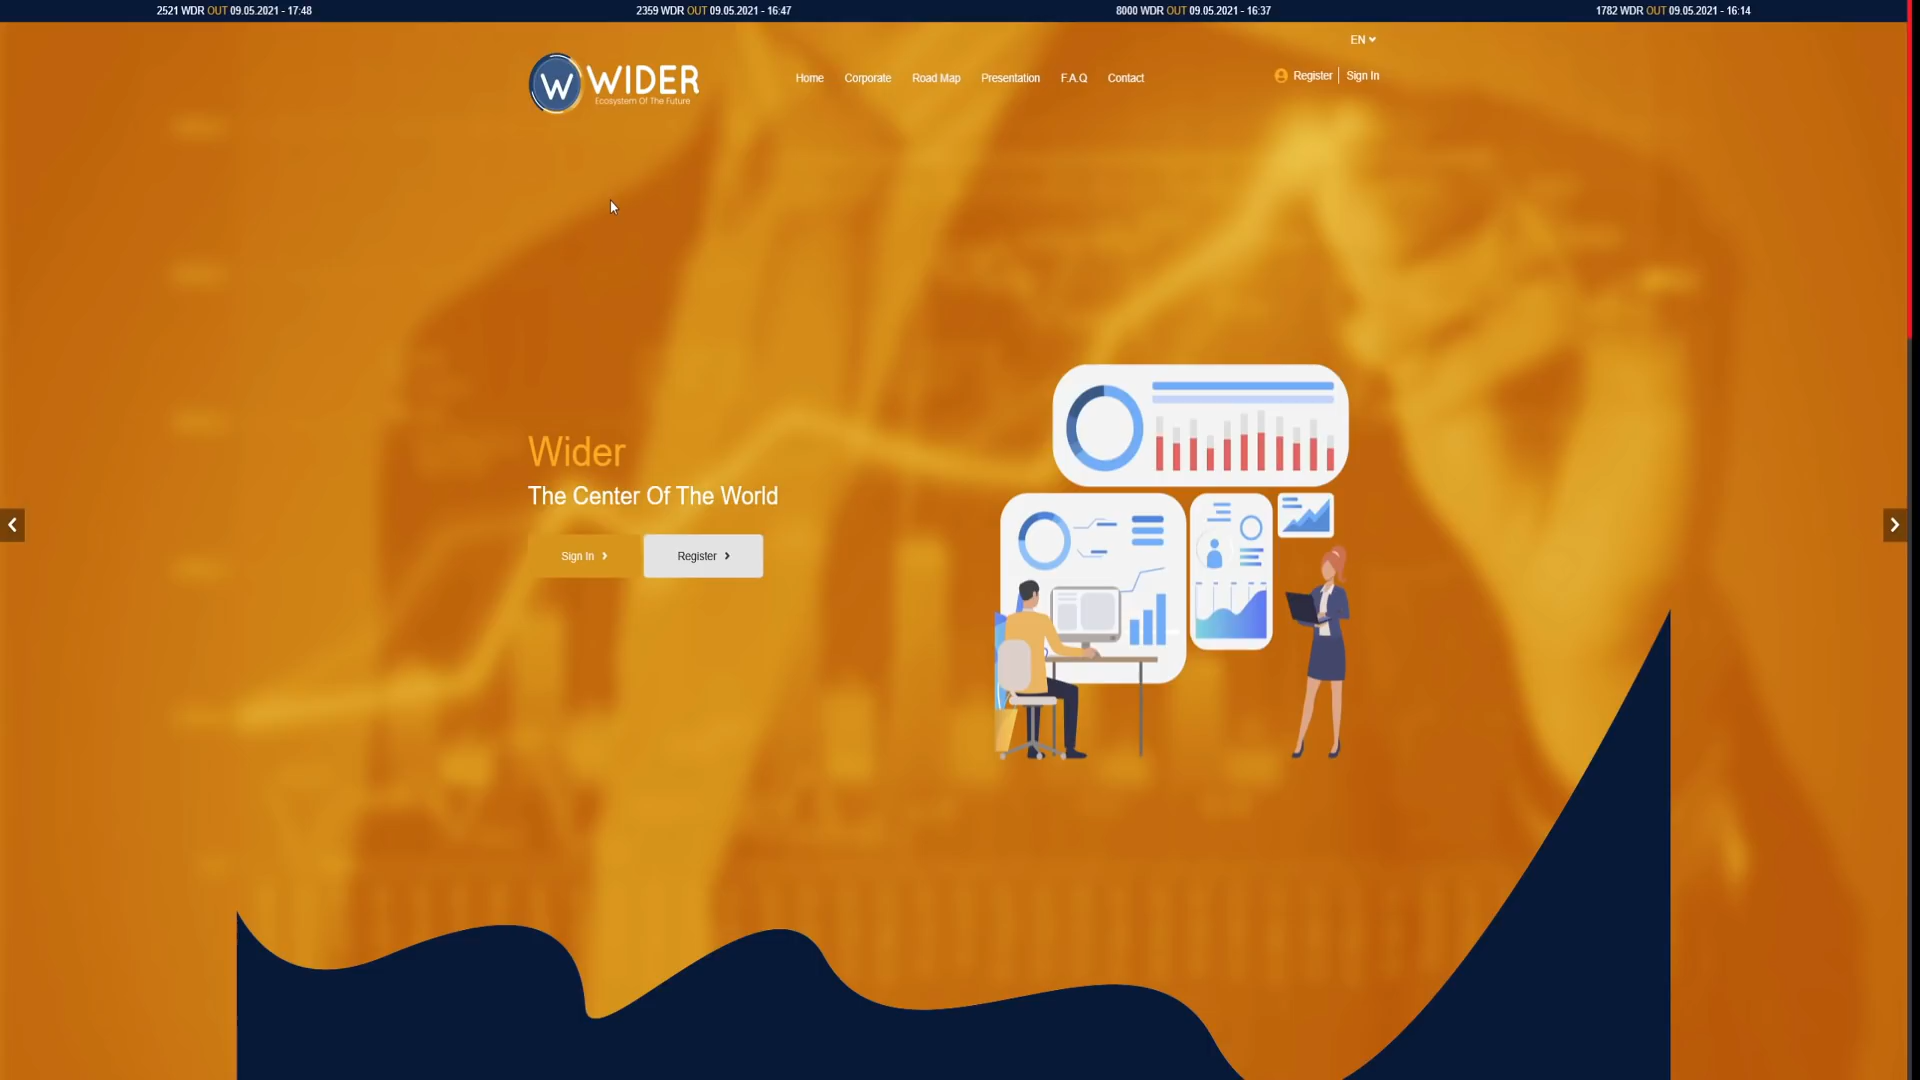 2521 WDR OUT 09.05.2021 - 17:48
2359 WDR OUT 09.05.2021 - 16:47
8000 WDR OUT 09.05.2021 - 16:37
1782 WDR OUT 09.05.2021 - 16:14
EN
W WIDER
Ecosystem Of The Future
Home Corporate Road Map Presentation F.A.Q Contact
Register Sign In
Wider
The Center Of The World
Sign In Register